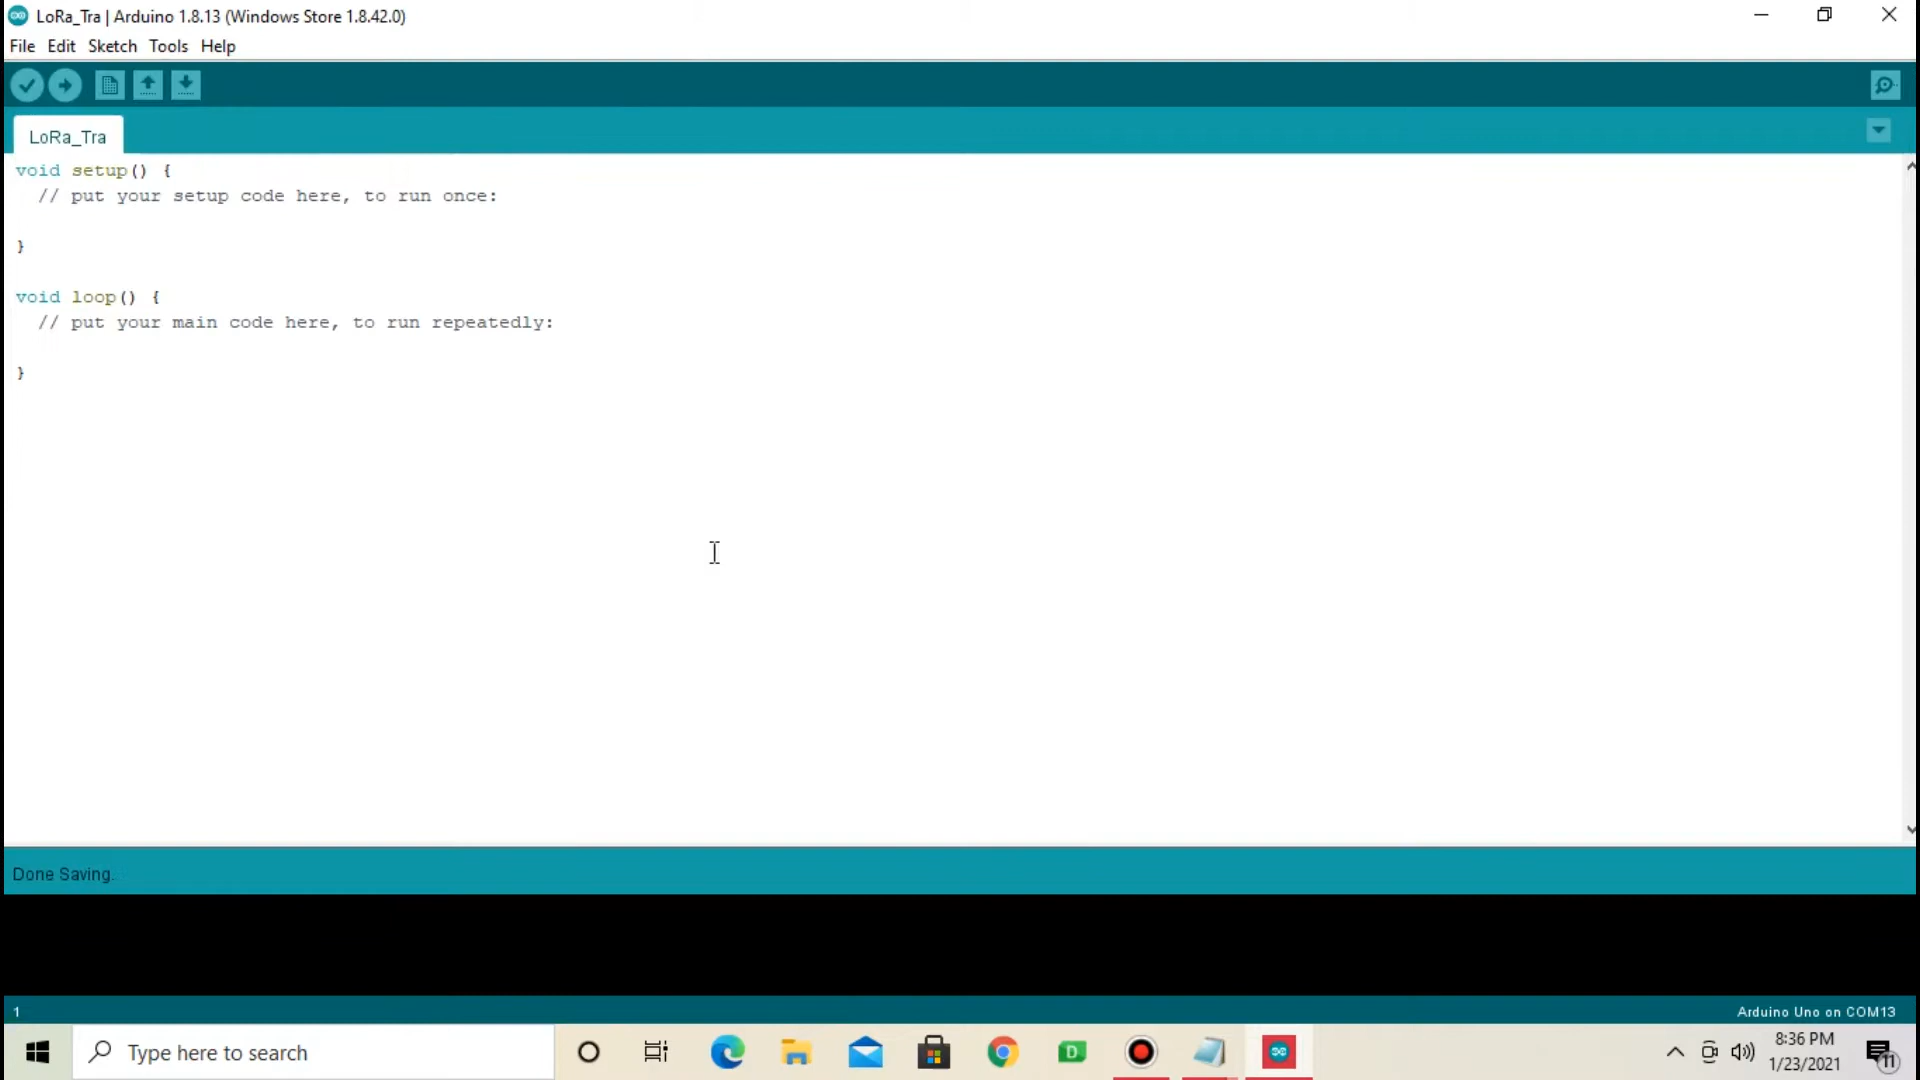 LoRa_Tra | Arduino 1.8.13 (Windows Store 1.8.42.0)
File Edit Sketch Tools Help
LoRa_Tra
void setup() {
// put your setup code here, to run once:
}
void loop() {
// put your main code here, to run repeatedly:
}
Done Saving.
1
Arduino Uno on COM13
Type here to search
D
8:36 PM
1/23/2021
11